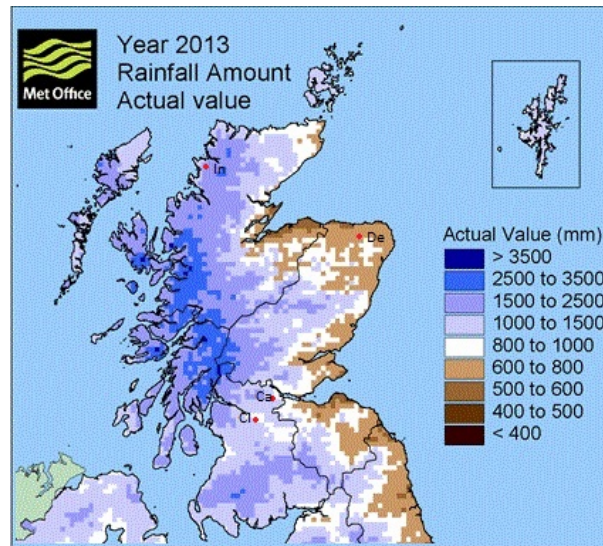 Met Office
Year 2013
Rainfall Amount
Actual value
In
De
Ca
Cl
Actual Value (mm)
> 3500
2500 to 3500
1500 to 2500
1000 to 1500
800 to 1000
600 to 800
500 to 600
400 to 500
< 400